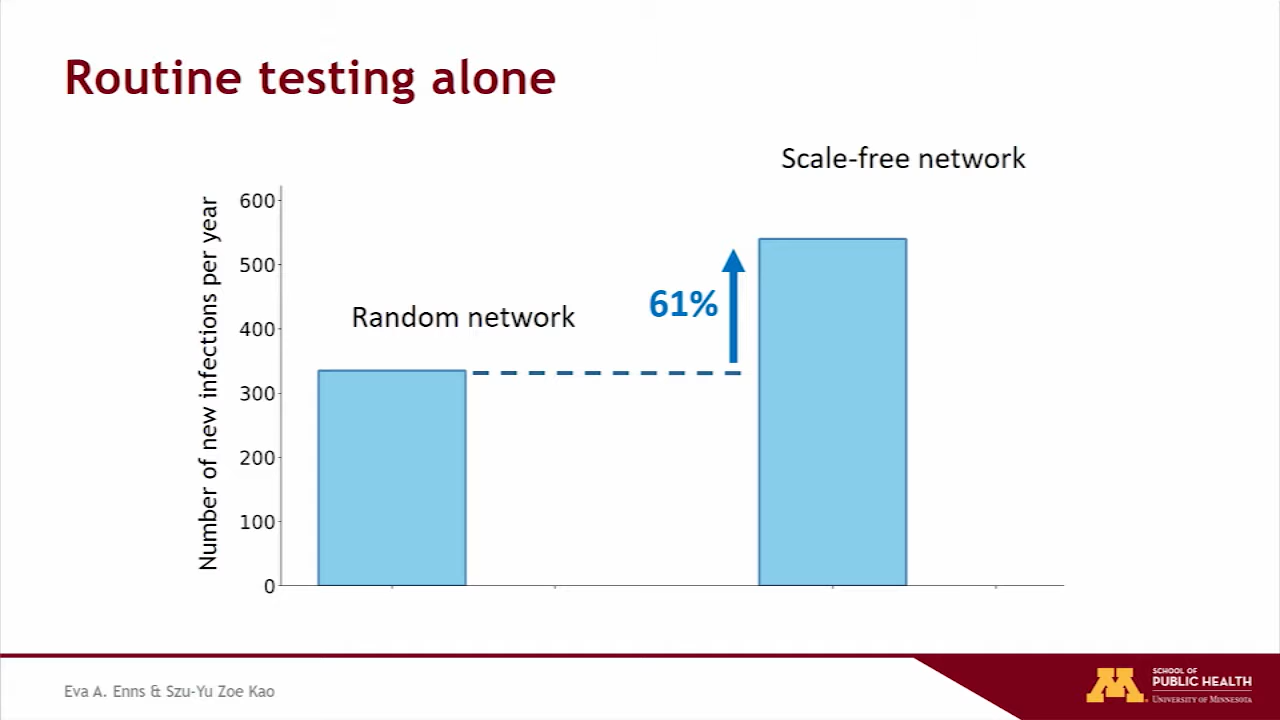 Routine testing alone
Scale-free network
Number of new infections per year
600
500
400
300
200
100
0
Random network
61%
Eva A. Enns & Szu-Yu Zoe Kao
M
SCHOOL OF
PUBLIC HEALTH
UNIVERSITY OF MINNESOTA